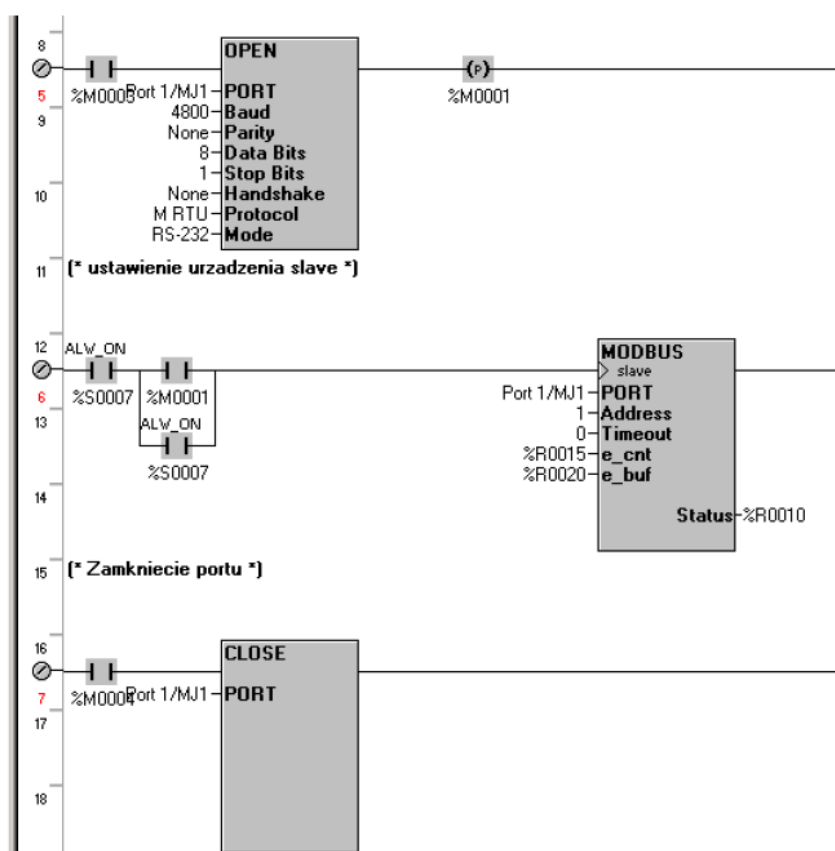 8
OPEN
(P)
5
%M0003
Port 1/MJ1 PORT
%M0001
9
4800 Baud
None Parity
8 Data Bits
1 Stop Bits
10
None Handshake
M RTU Protocol
RS-232 Mode
11
(* ustawienie urzadzenia slave *)
12
ALW_ON
MODBUS
slave
6
%S0007
%M0001
Port 1/MJ1 PORT
13
ALW_ON
1 Address
0 Timeout
%S0007
%R0015 e_cnt
%R0020 e_buf
14
Status %R0010
15
(* Zamkniecie portu *)
16
CLOSE
7
%M0004
Port 1/MJ1 PORT
17
18